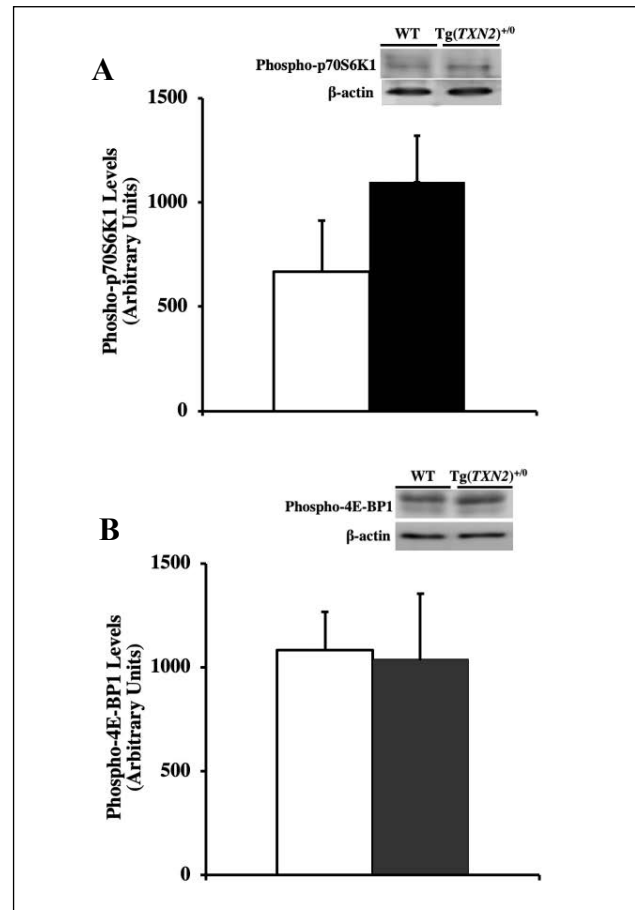 A
WT Tg(TXN2)+/0
Phospho-p70S6K1
β-actin
1500
1000
500
0
Phosho-p70S6K1 Levels
(Arbitrary Units)
B
WT Tg(TXN2)+/0
Phospho-4E-BP1
β-actin
1500
1000
500
0
Phospho-4E-BP1 Levels
(Arbitrary Units)